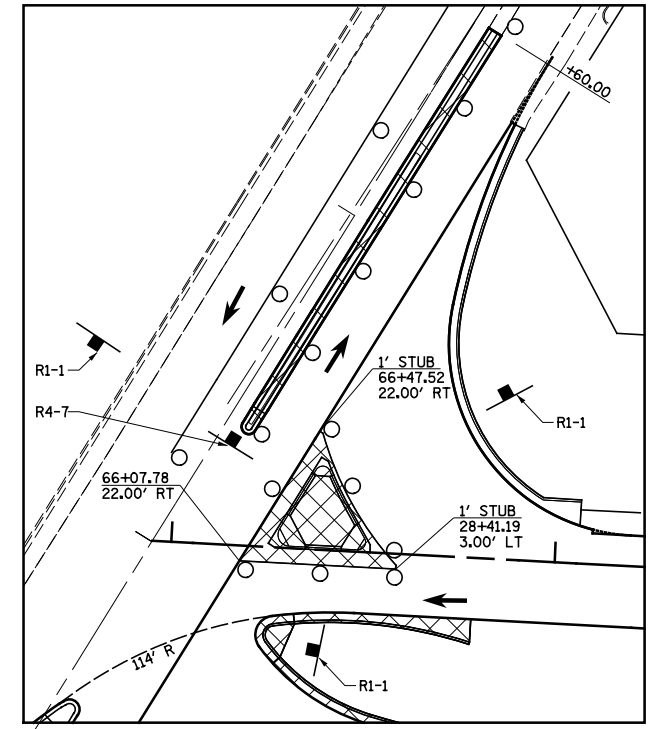 +60.00
R1-1
R4-7
1' STUB
66+47.52
22.00' RT
R1-1
66+07.78
22.00' RT
1' STUB
28+41.19
3.00' LT
114' R
R1-1